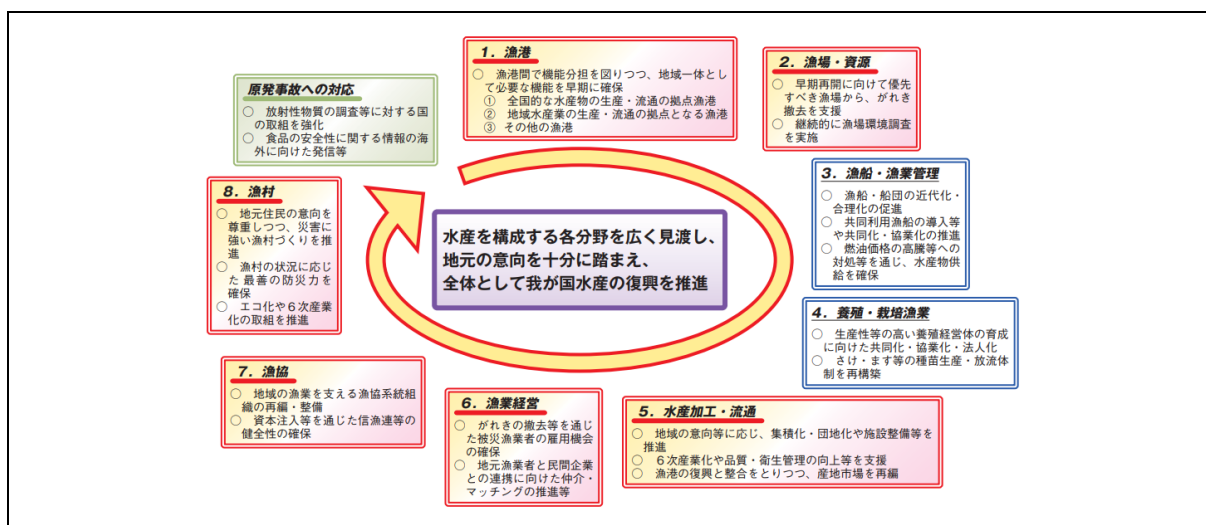 1．漁港
○　漁港間で機能分担を図りつつ、地域一体とし
て必要な機能を早期に確保
①　全国的な水産物の生産・流通の拠点漁港
②　地域水産業の生産・流通の拠点となる漁港
③　その他の漁港
2．漁場・資源
○　早期再開に向けて優先
すべき漁場から、がれき
撤去を支援
○　継続的に漁場環境調査
を実施
3．漁船・漁業管理
○　漁船・船団の近代化・
合理化の促進
○　共同利用漁船の導入等
や共同化・協業化の推進
○　燃油価格の高騰等への
対処等を通じ、水産物供
給を確保
4．養殖・栽培漁業
○　生産性等の高い養殖経営体の育成
に向けた共同化・協業化・法人化
○　さけ・ます等の種苗生産・放流体
制を再構築
5．水産加工・流通
○　地域の意向等に応じ、集積化・団地化や施設整備等を
推進
○　６次産業化や品質・衛生管理の向上等を支援
○　漁港の復興と整合をとりつつ、産地市場を再編
6．漁業経営
○　がれきの撤去等を通じ
た被災漁業者の雇用機会
の確保
○　地元漁業者と民間企業
との連携に向けた仲介・
マッチングの推進等
7．漁協
○　地域の漁業を支える漁協系統組
織の再編・整備
○　資本注入等を通じた信漁連等の
健全性の確保
8．漁村
○　地元住民の意向を
尊重しつつ、災害に
強い漁村づくりを推
進
○　漁村の状況に応じ
た最善の防災力を
確保
○　エコ化や６次産業
化の取組を推進
原発事故への対応
○　放射性物質の調査等に対する国
の取組を強化
○　食品の安全性に関する情報の海
外に向けた発信等
水産を構成する各分野を広く見渡し、
地元の意向を十分に踏まえ、
全体として我が国水産の復興を推進